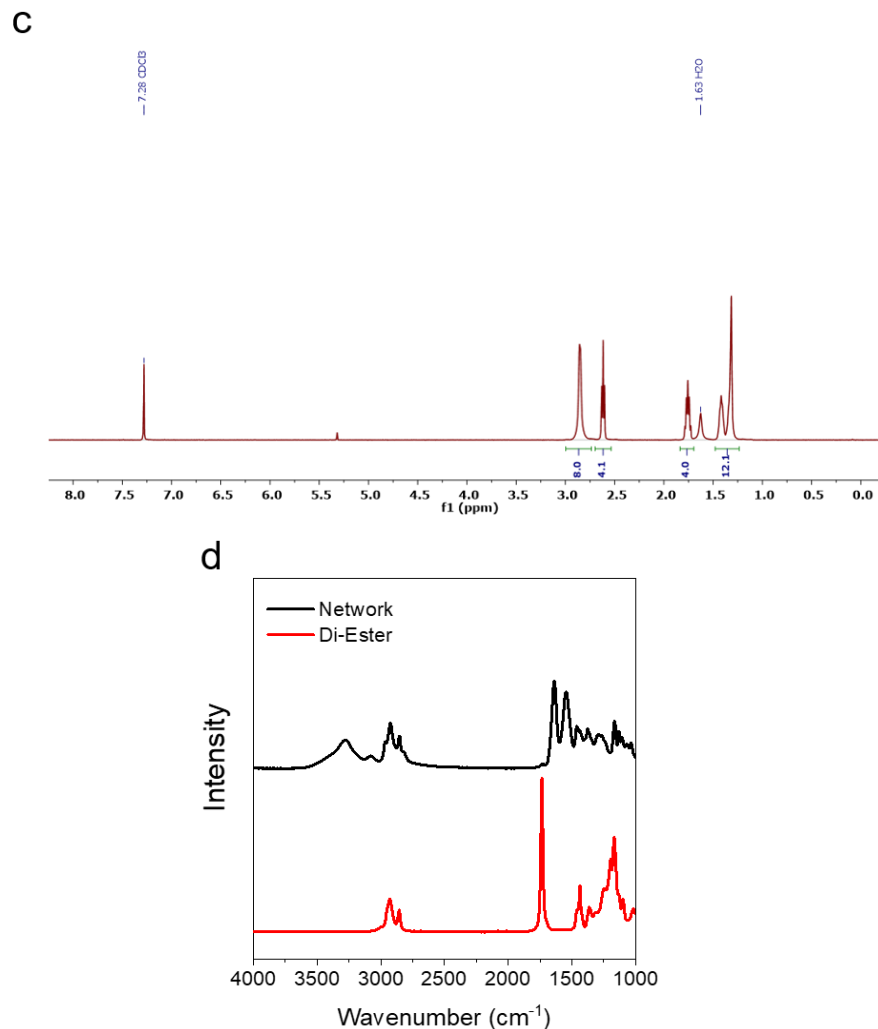 c
7.28 CDCl3
1.63 H2O
8.0
4.1
4.0
12.1
8.0 7.5 7.0 6.5 6.0 5.5 5.0 4.5 4.0 3.5 3.0 2.5 2.0 1.5 1.0 0.5 0.0
f1 (ppm)
d
Network
Di-Ester
Intensity
4000 3500 3000 2500 2000 1500 1000
Wavenumber (cm⁻¹)